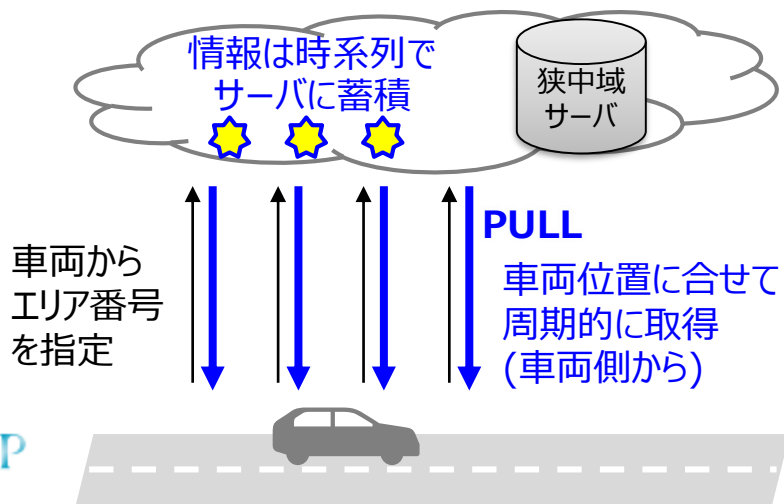 情報は時系列で
サーバに蓄積
狭中域
サーバ
車両から
エリア番号
を指定
PULL
車両位置に合せて
周期的に取得
(車両側から)
P